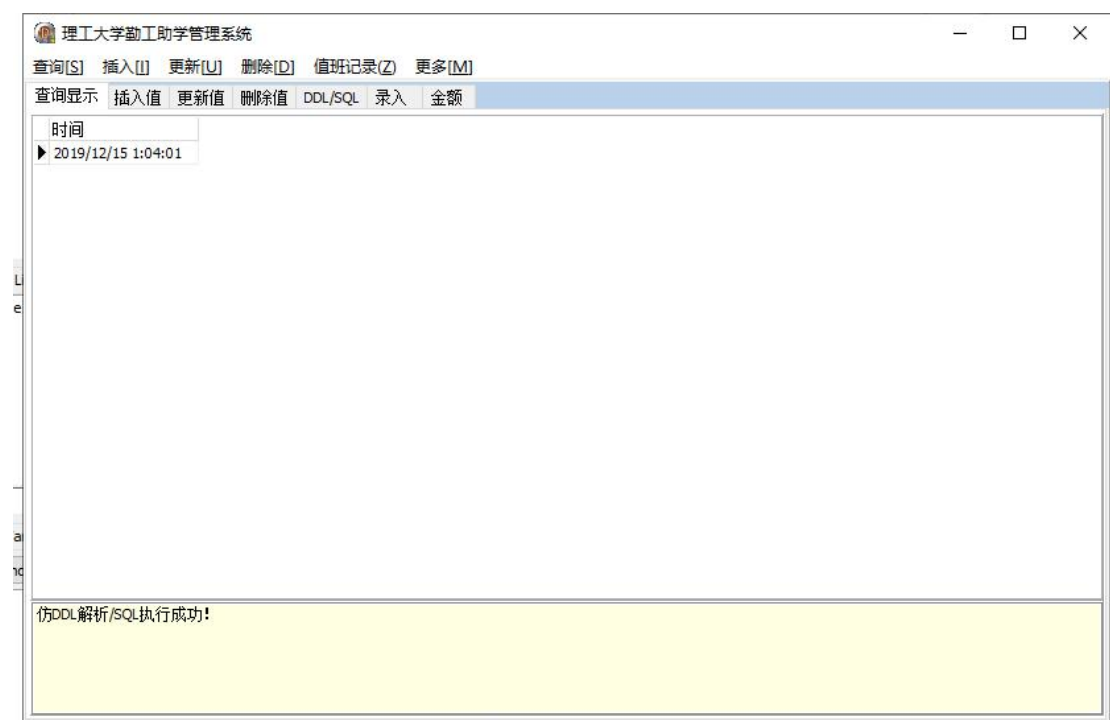 理工大学勤工助学管理系统
查询[S] 插入[I] 更新[U] 删除[D] 值班记录(Z) 更多[M]
查询显示 插入值 更新值 删除值 DDL/SQL 录入 金额
时间
2019/12/15 1:04:01
仿DDL解析/SQL执行成功!